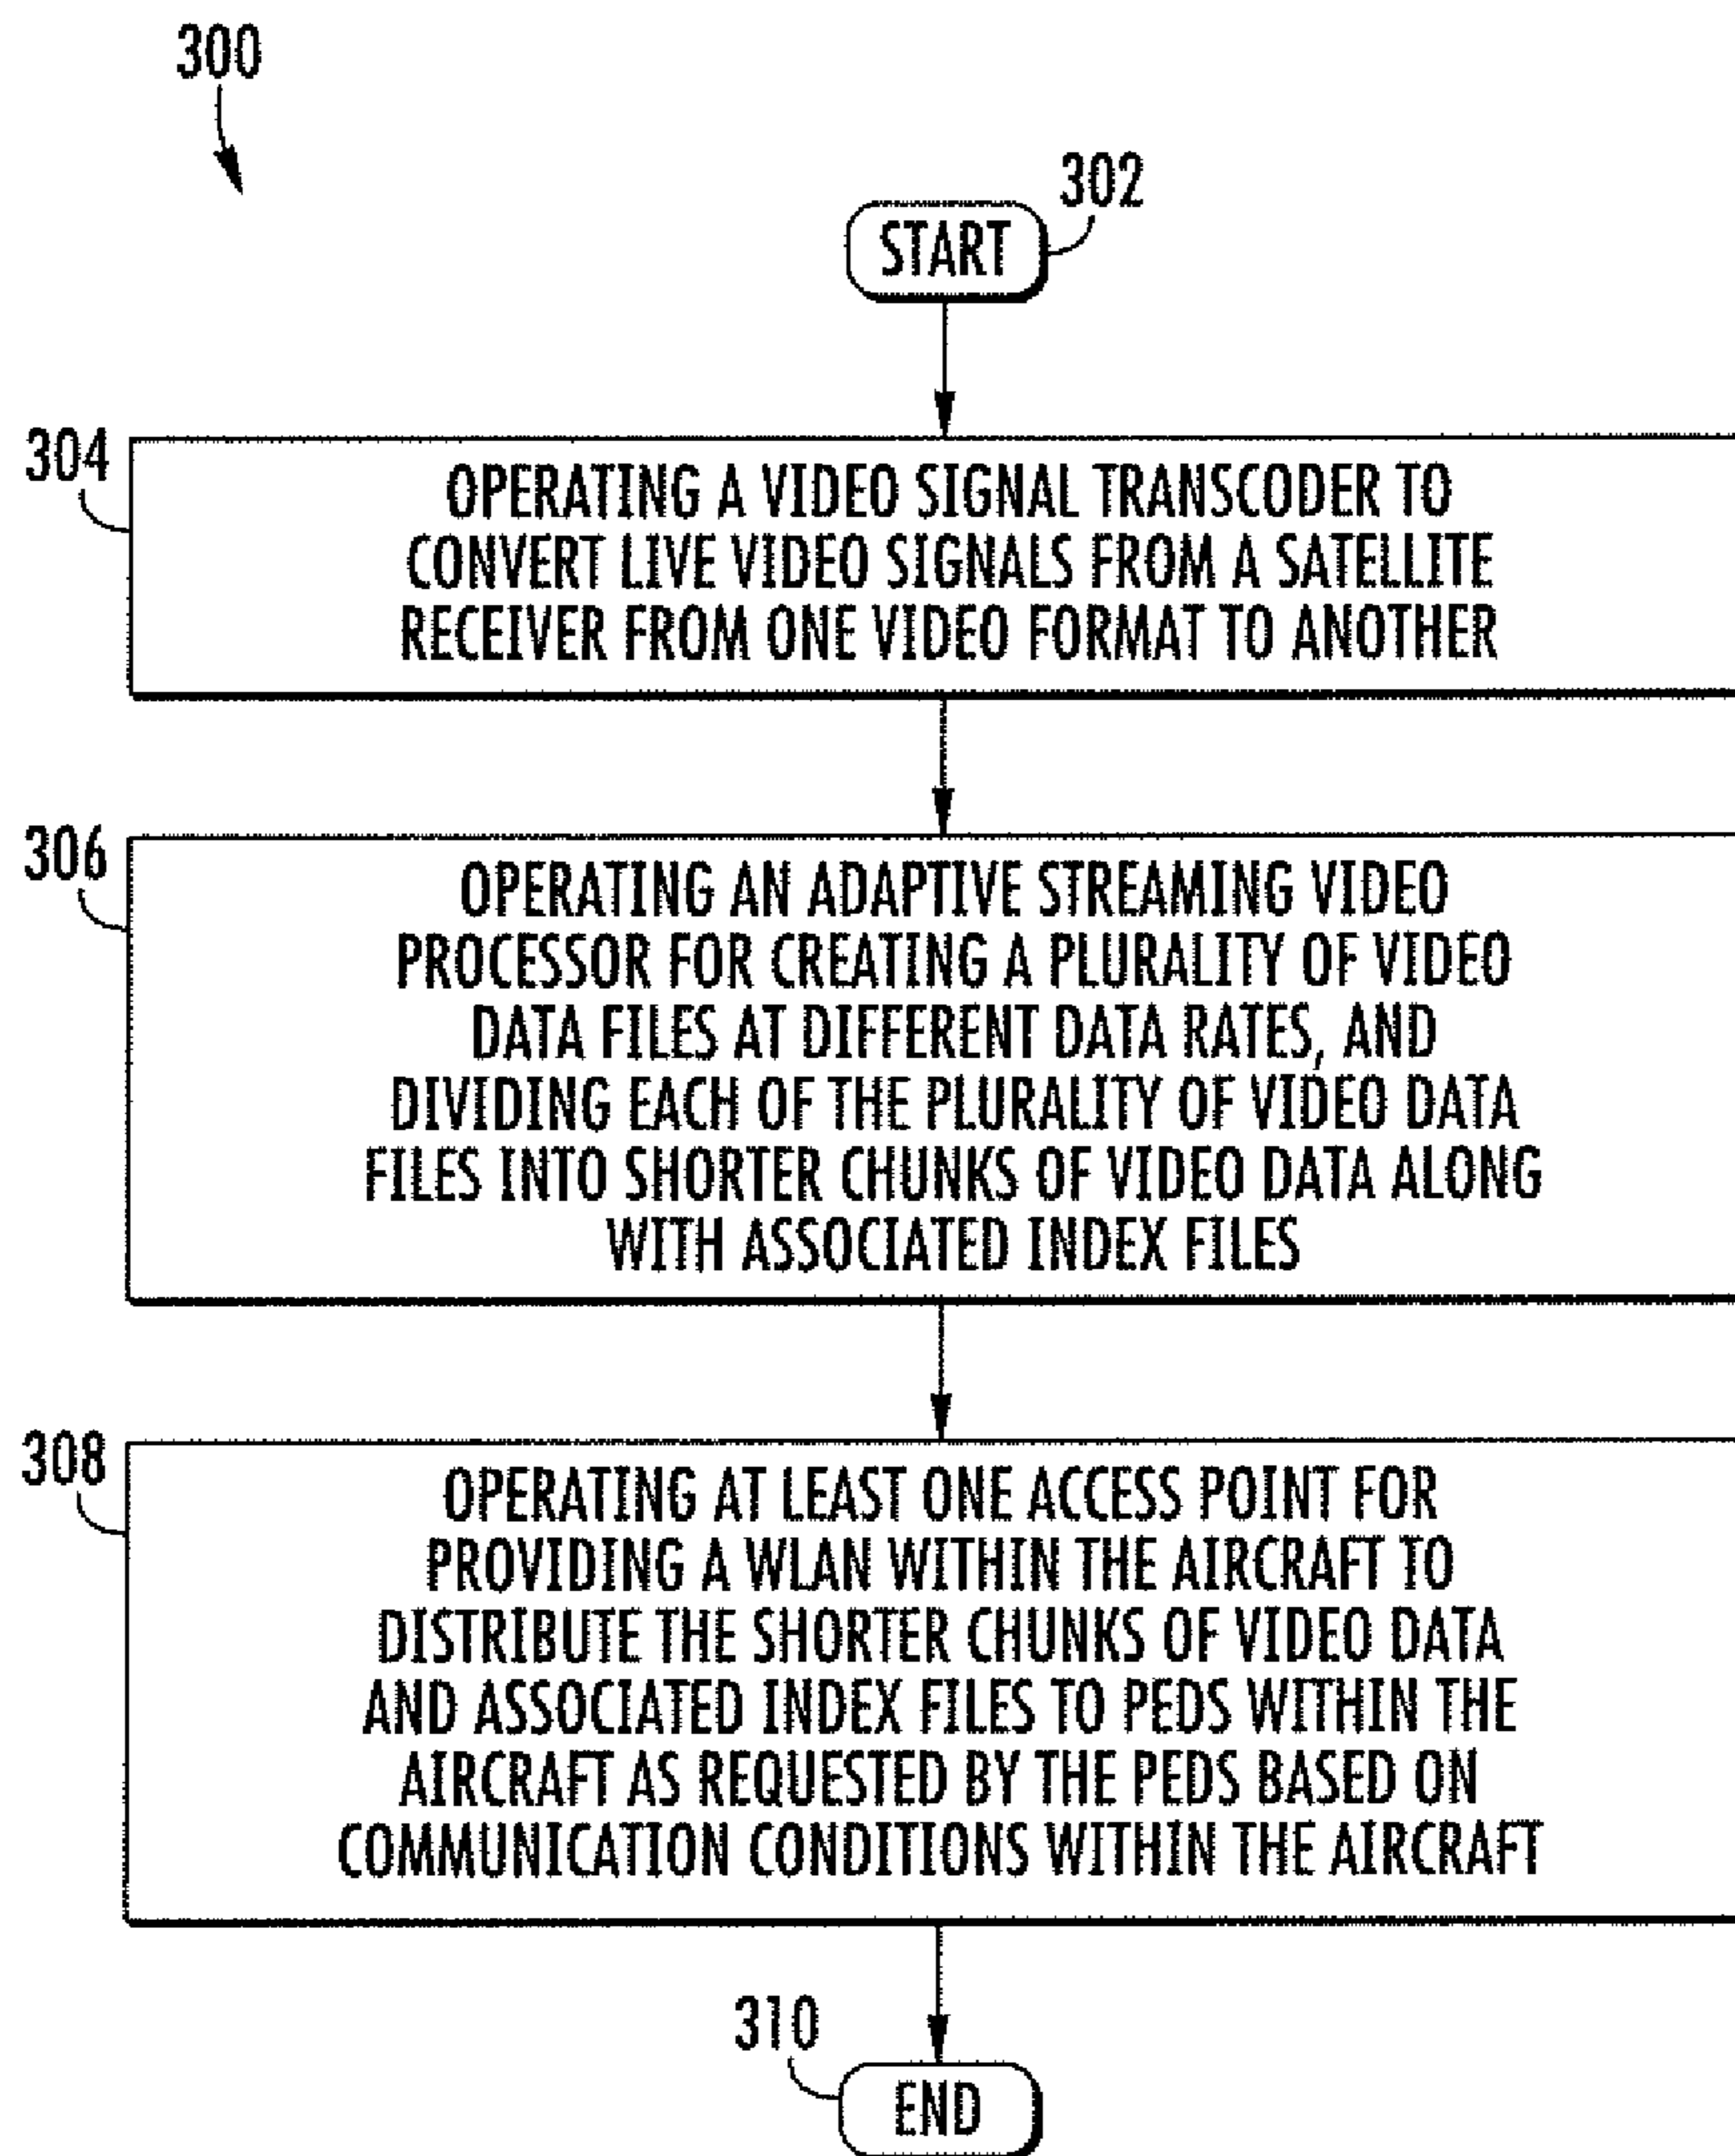 300
302
START
304
OPERATING A VIDEO SIGNAL TRANSCODER TO
CONVERT LIVE VIDEO SIGNALS FROM A SATELLITE
RECEIVER FROM ONE VIDEO FORMAT TO ANOTHER
306
OPERATING AN ADAPTIVE STREAMING VIDEO
PROCESSOR FOR CREATING A PLURALITY OF VIDEO
DATA FILES AT DIFFERENT DATA RATES, AND
DIVIDING EACH OF THE PLURALITY OF VIDEO DATA
FILES INTO SHORTER CHUNKS OF VIDEO DATA ALONG
WITH ASSOCIATED INDEX FILES
308
OPERATING AT LEAST ONE ACCESS POINT FOR
PROVIDING A WLAN WITHIN THE AIRCRAFT TO
DISTRIBUTE THE SHORTER CHUNKS OF VIDEO DATA
AND ASSOCIATED INDEX FILES TO PEDS WITHIN THE
AIRCRAFT AS REQUESTED BY THE PEDS BASED ON
COMMUNICATION CONDITIONS WITHIN THE AIRCRAFT
310
END